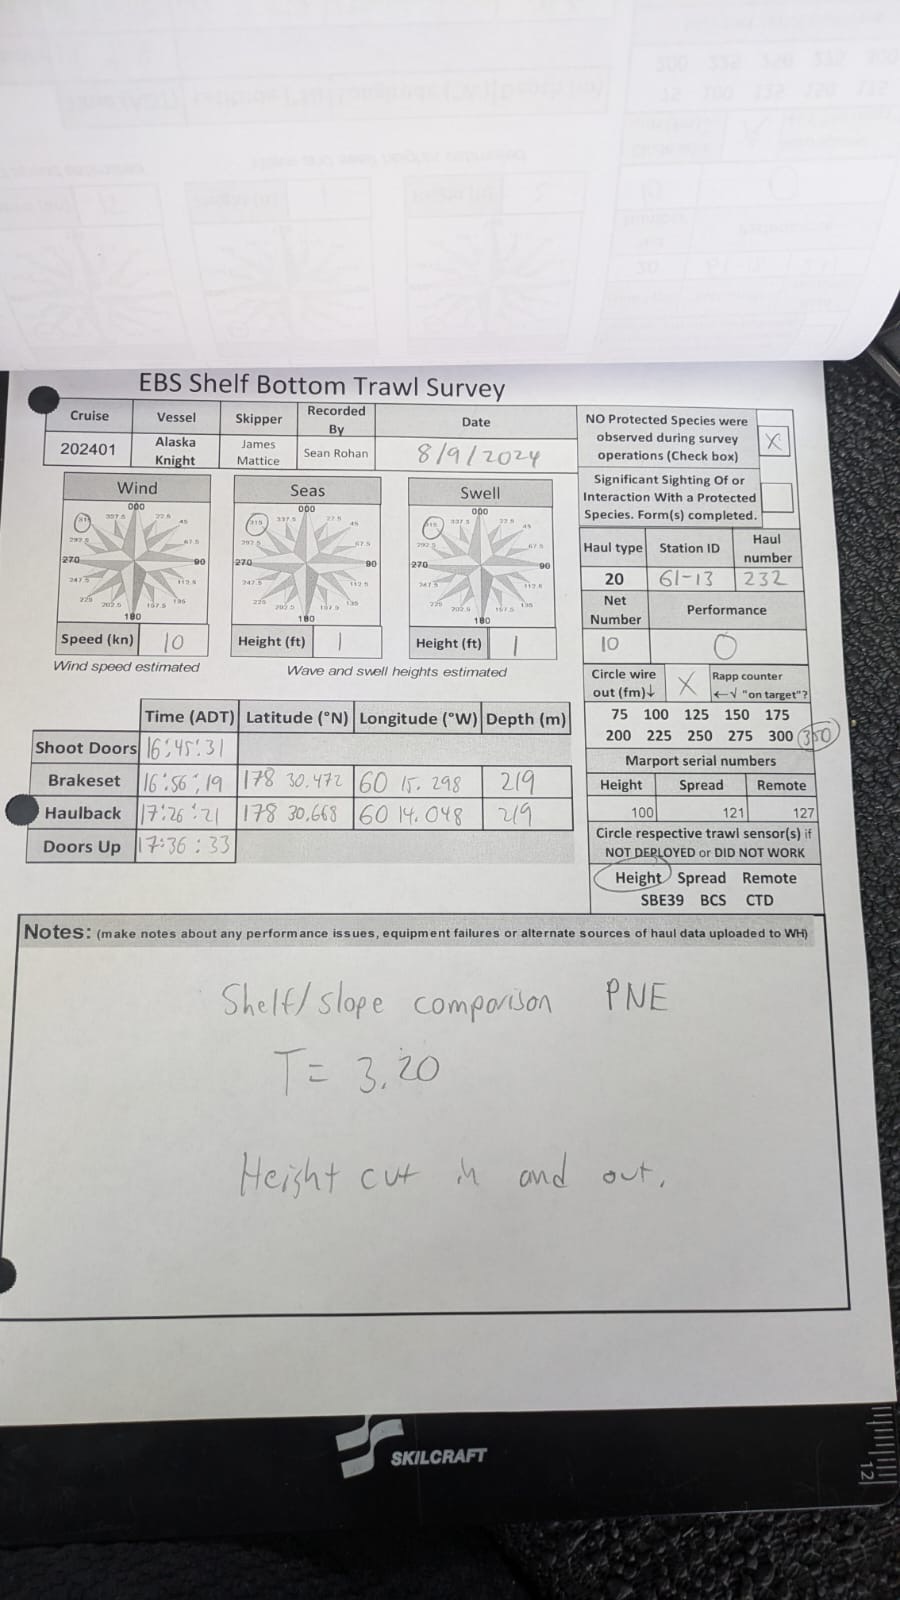 EBS Shelf Bottom Trawl Survey
Cruise Vessel Skipper Recorded By Date
202401 Alaska Knight James Mattice Sean Rohan 8/9/2024
NO Protected Species were observed during survey operations (Check box) X
Significant Sighting Of or Interaction With a Protected Species. Form(s) completed.
Wind
000 22.5 45 67.5 90 112.5 135 157.5 180 202.5 225 247.5 270 292.5 315 337.5
Speed (kn) 10
Wind speed estimated
Seas
000 22.5 45 67.5 90 112.5 135 157.5 180 202.5 225 247.5 270 292.5 315 337.5
Height (ft) 1
Swell
000 22.5 45 67.5 90 112.5 135 157.5 180 202.5 225 247.5 270 292.5 315 337.5
Height (ft) 1
Wave and swell heights estimated
Haul type Station ID Haul number
20 61-13 232
Net Number Performance
10 0
Circle wire out (fm)↓ X Rapp counter ←√ "on target"?
75 100 125 150 175
200 225 250 275 300 350
Marport serial numbers
Height Spread Remote
100 121 127
Circle respective trawl sensor(s) if NOT DEPLOYED or DID NOT WORK
Height Spread Remote
SBE39 BCS CTD
Time (ADT) Latitude (°N) Longitude (°W) Depth (m)
Shoot Doors 16:45:31
Brakeset 16:56:19 178 30.472 60 15.298 219
Haulback 17:26:21 178 30.668 60 14.048 219
Doors Up 17:36:33
Notes: (make notes about any performance issues, equipment failures or alternate sources of haul data uploaded to WH)
Shelf/slope comparison PNE
T= 3.20
Height cut in and out.
SKILCRAFT
12